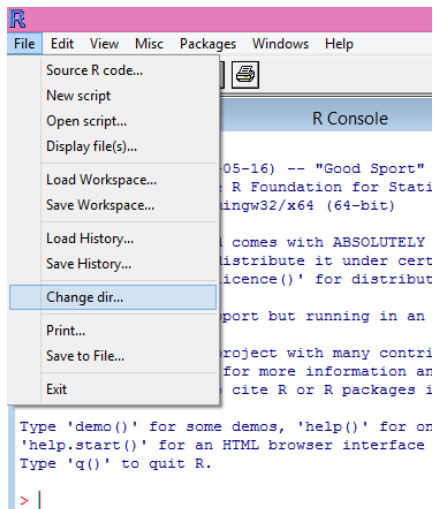 R
File Edit View Misc Packages Windows Help
Source R code...
New script
Open script...
Display file(s)...
Load Workspace...
Save Workspace...
Load History...
Save History...
Change dir...
Print...
Save to File...
Exit
R Console
05-16) -- "Good Sport"
R Foundation for Stati
ingw32/x64 (64-bit)
comes with ABSOLUTELY
istribute it under cert
icence()' for distribut
port but running in an
roject with many contri
for more information an
cite R or R packages i
Type 'demo()' for some demos, 'help()' for on
'help.start()' for an HTML browser interface
Type 'q()' to quit R.
>